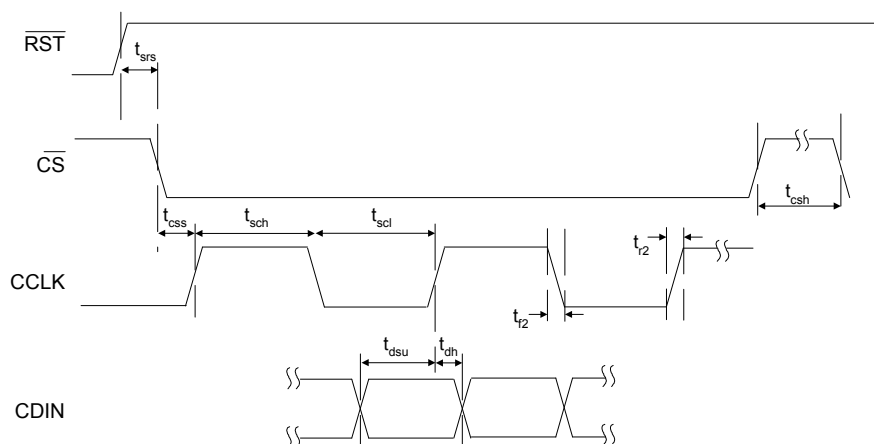 RST
t_srs
CS
t_csh
t_css t_sch t_scl
t_r2
CCLK
t_f2
t_dsu t_dh
CDIN